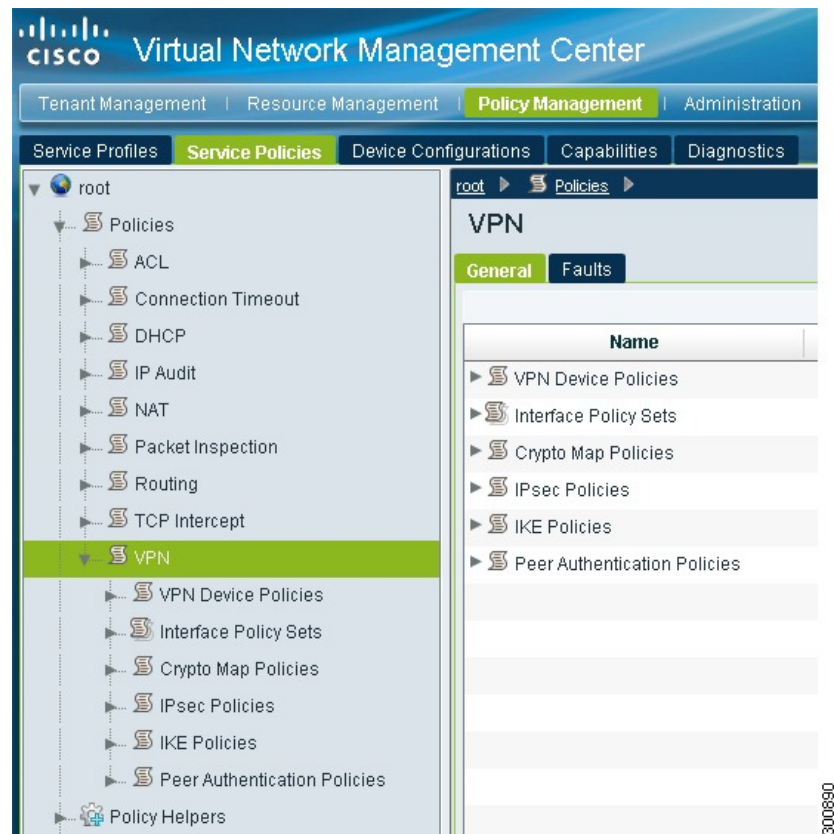 CISCO Virtual Network Management Center
Tenant Management | Resource Management | Policy Management | Administration
Service Profiles Service Policies Device Configurations Capabilities Diagnostics
root
Policies
ACL
Connection Timeout
DHCP
IP Audit
NAT
Packet Inspection
Routing
TCP Intercept
VPN
VPN Device Policies
Interface Policy Sets
Crypto Map Policies
IPsec Policies
IKE Policies
Peer Authentication Policies
Policy Helpers
root Policies
VPN
General Faults
Name
VPN Device Policies
Interface Policy Sets
Crypto Map Policies
IPsec Policies
IKE Policies
Peer Authentication Policies
300890